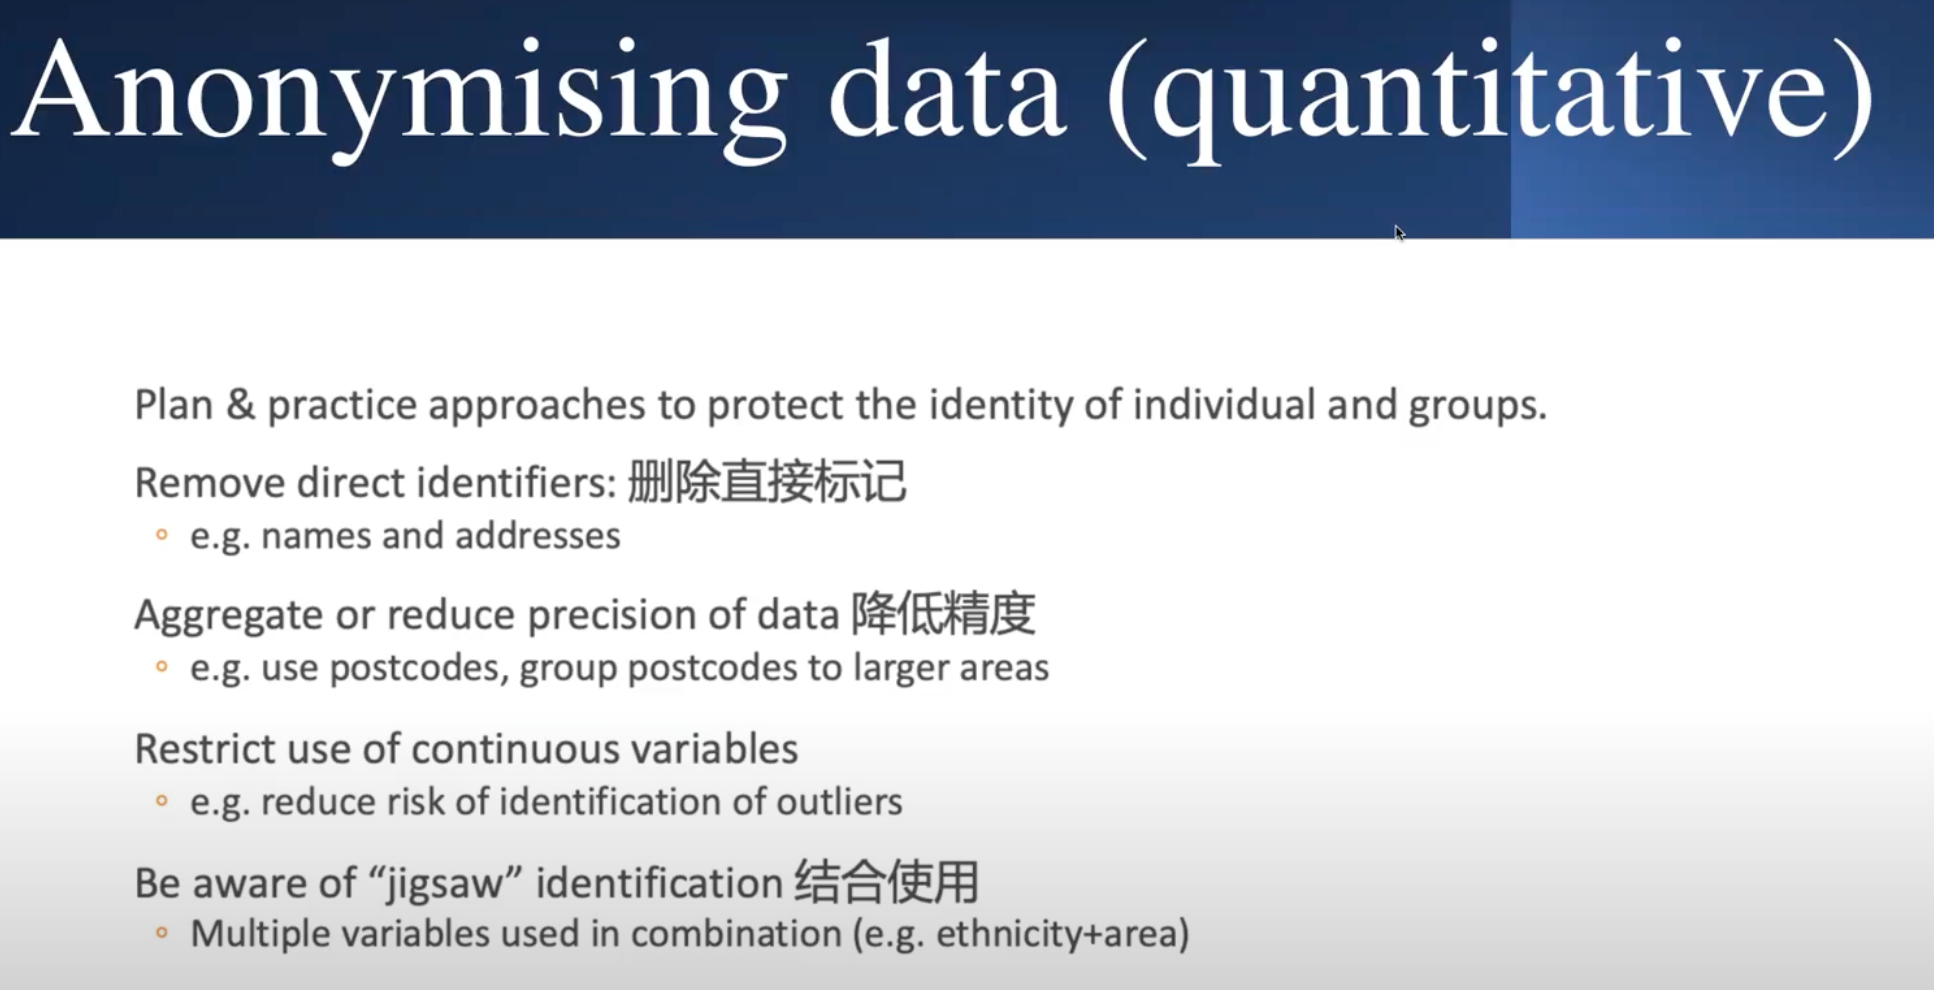 Anonymising data (quantitative)
Plan & practice approaches to protect the identity of individual and groups.
Remove direct identifiers: 删除直接标记
e.g. names and addresses
Aggregate or reduce precision of data 降低精度
e.g. use postcodes, group postcodes to larger areas
Restrict use of continuous variables
e.g. reduce risk of identification of outliers
Be aware of “jigsaw” identification 结合使用
Multiple variables used in combination (e.g. ethnicity+area)